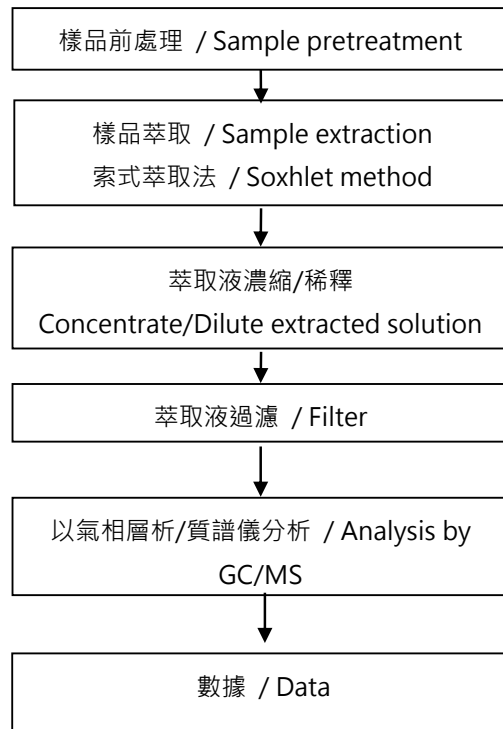 樣品前處理 / Sample pretreatment
樣品萃取 / Sample extraction
索式萃取法 / Soxhlet method
萃取液濃縮/稀釋
Concentrate/Dilute extracted solution
萃取液過濾 / Filter
以氣相層析/質譜儀分析 / Analysis by
GC/MS
數據 / Data